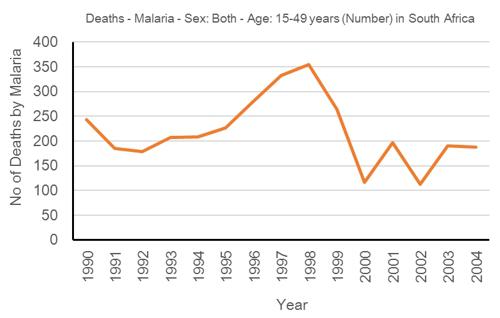 Deaths - Malaria - Sex: Both - Age: 15-49 years (Number) in South Africa
No of Deaths by Malaria
400
350
300
250
200
150
100
50
0
1990 1991 1992 1993 1994 1995 1996 1997 1998 1999 2000 2001 2002 2003 2004
Year